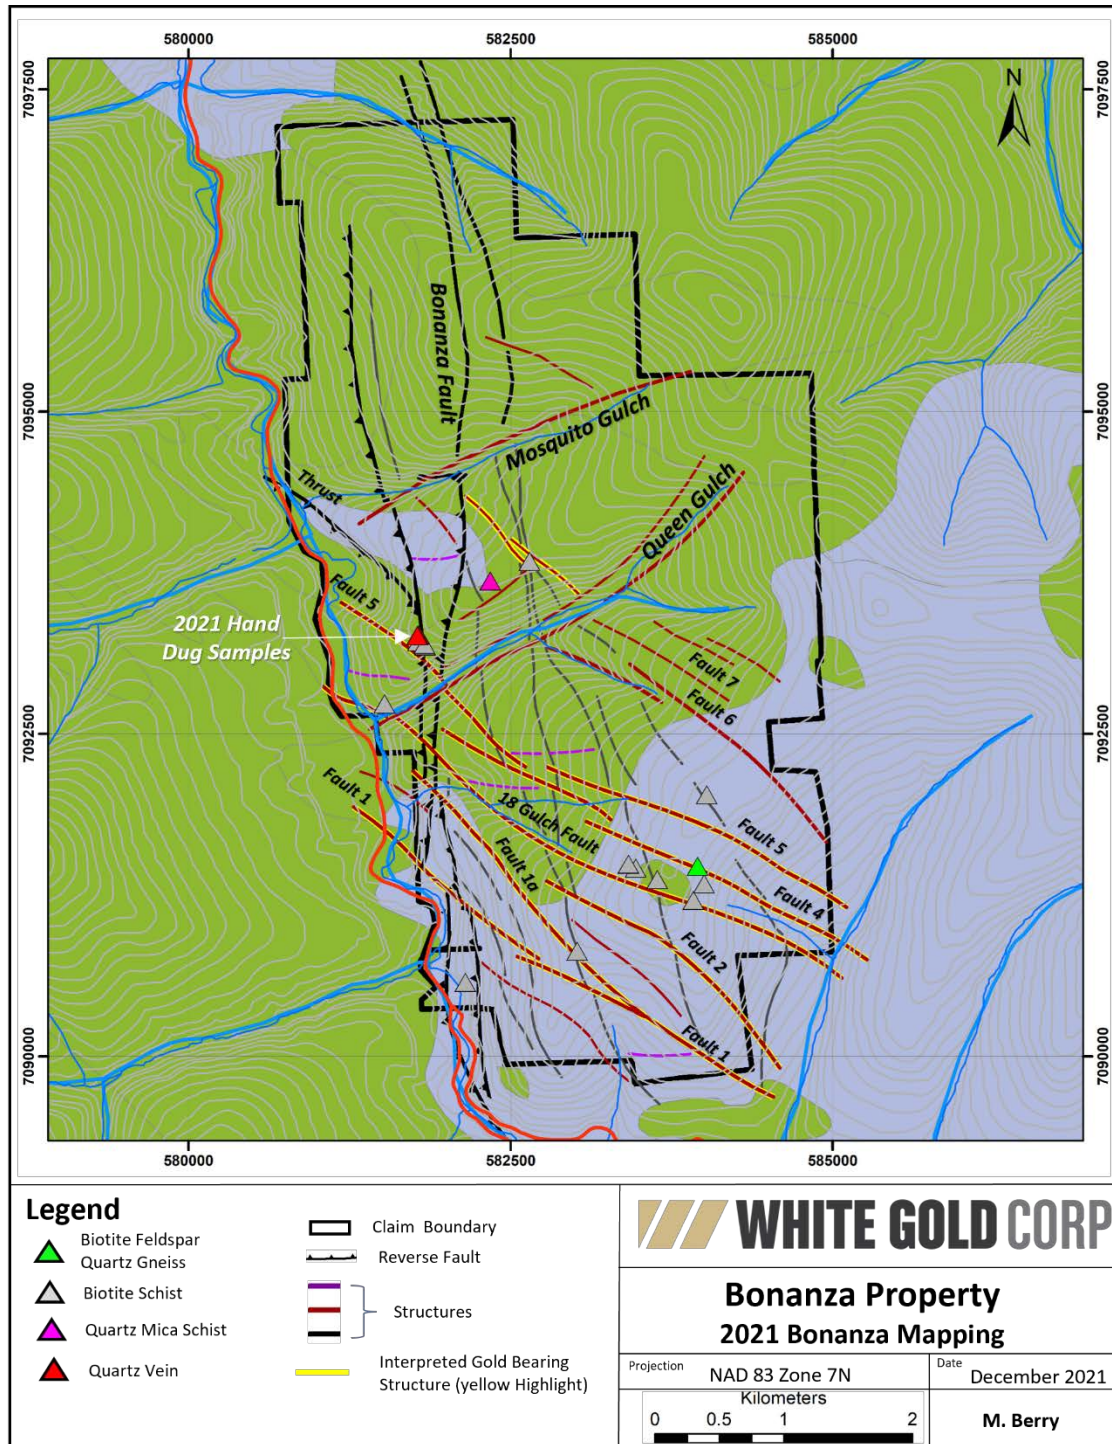 580000
582500
585000
7097500
7097500
N
Bonanza Fault
7095000
7095000
Mosquito Gulch
Thrust
Queen Gulch
Fault 5
2021 Hand
Dug Samples
Fault 7
Fault 6
7092500
7092500
Fault 1
18 Gulch Fault
Fault 5
Fault 1a
Fault 4
Fault 2
Fault 1
7090000
7090000
580000
582500
585000
Legend
Biotite Feldspar
Quartz Gneiss
Biotite Schist
Quartz Mica Schist
Quartz Vein
Claim Boundary
Reverse Fault
Structures
Interpreted Gold Bearing
Structure (yellow Highlight)
WHITE GOLD CORP
Bonanza Property
2021 Bonanza Mapping
Projection
NAD 83 Zone 7N
Date
December 2021
Kilometers
0 0.5 1 2
M. Berry